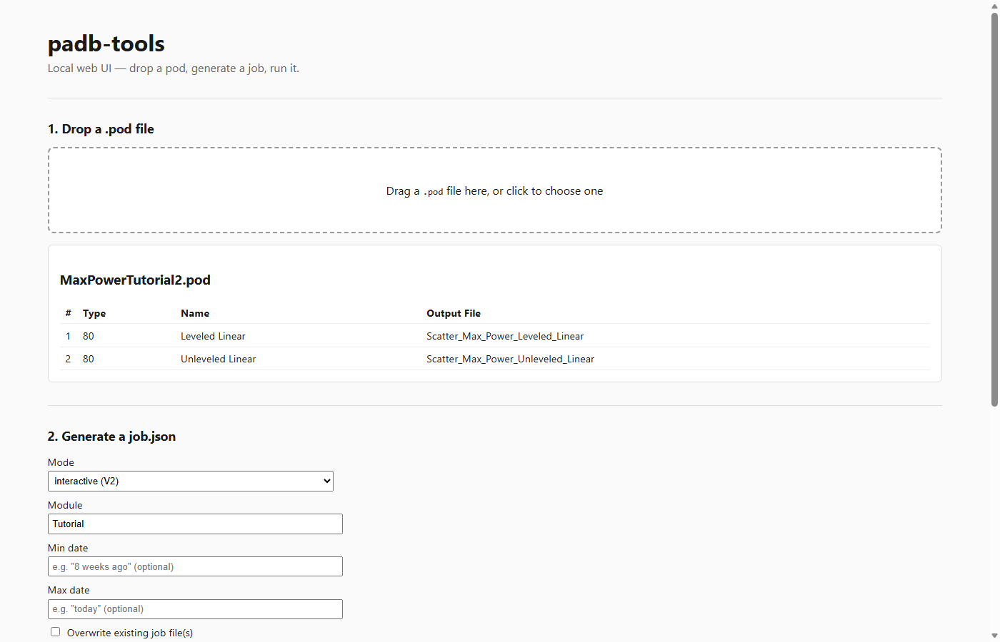 padb-tools
Local web UI — drop a pod, generate a job, run it.
1. Drop a .pod file
Drag a .pod file here, or click to choose one
MaxPowerTutorial2.pod
# Type Name Output File
1 80 Leveled Linear Scatter_Max_Power_Leveled_Linear
2 80 Unleveled Linear Scatter_Max_Power_Unleveled_Linear
2. Generate a job.json
Mode
interactive (V2)
Module
Tutorial
Min date
e.g. "8 weeks ago" (optional)
Max date
e.g. "today" (optional)
Overwrite existing job file(s)